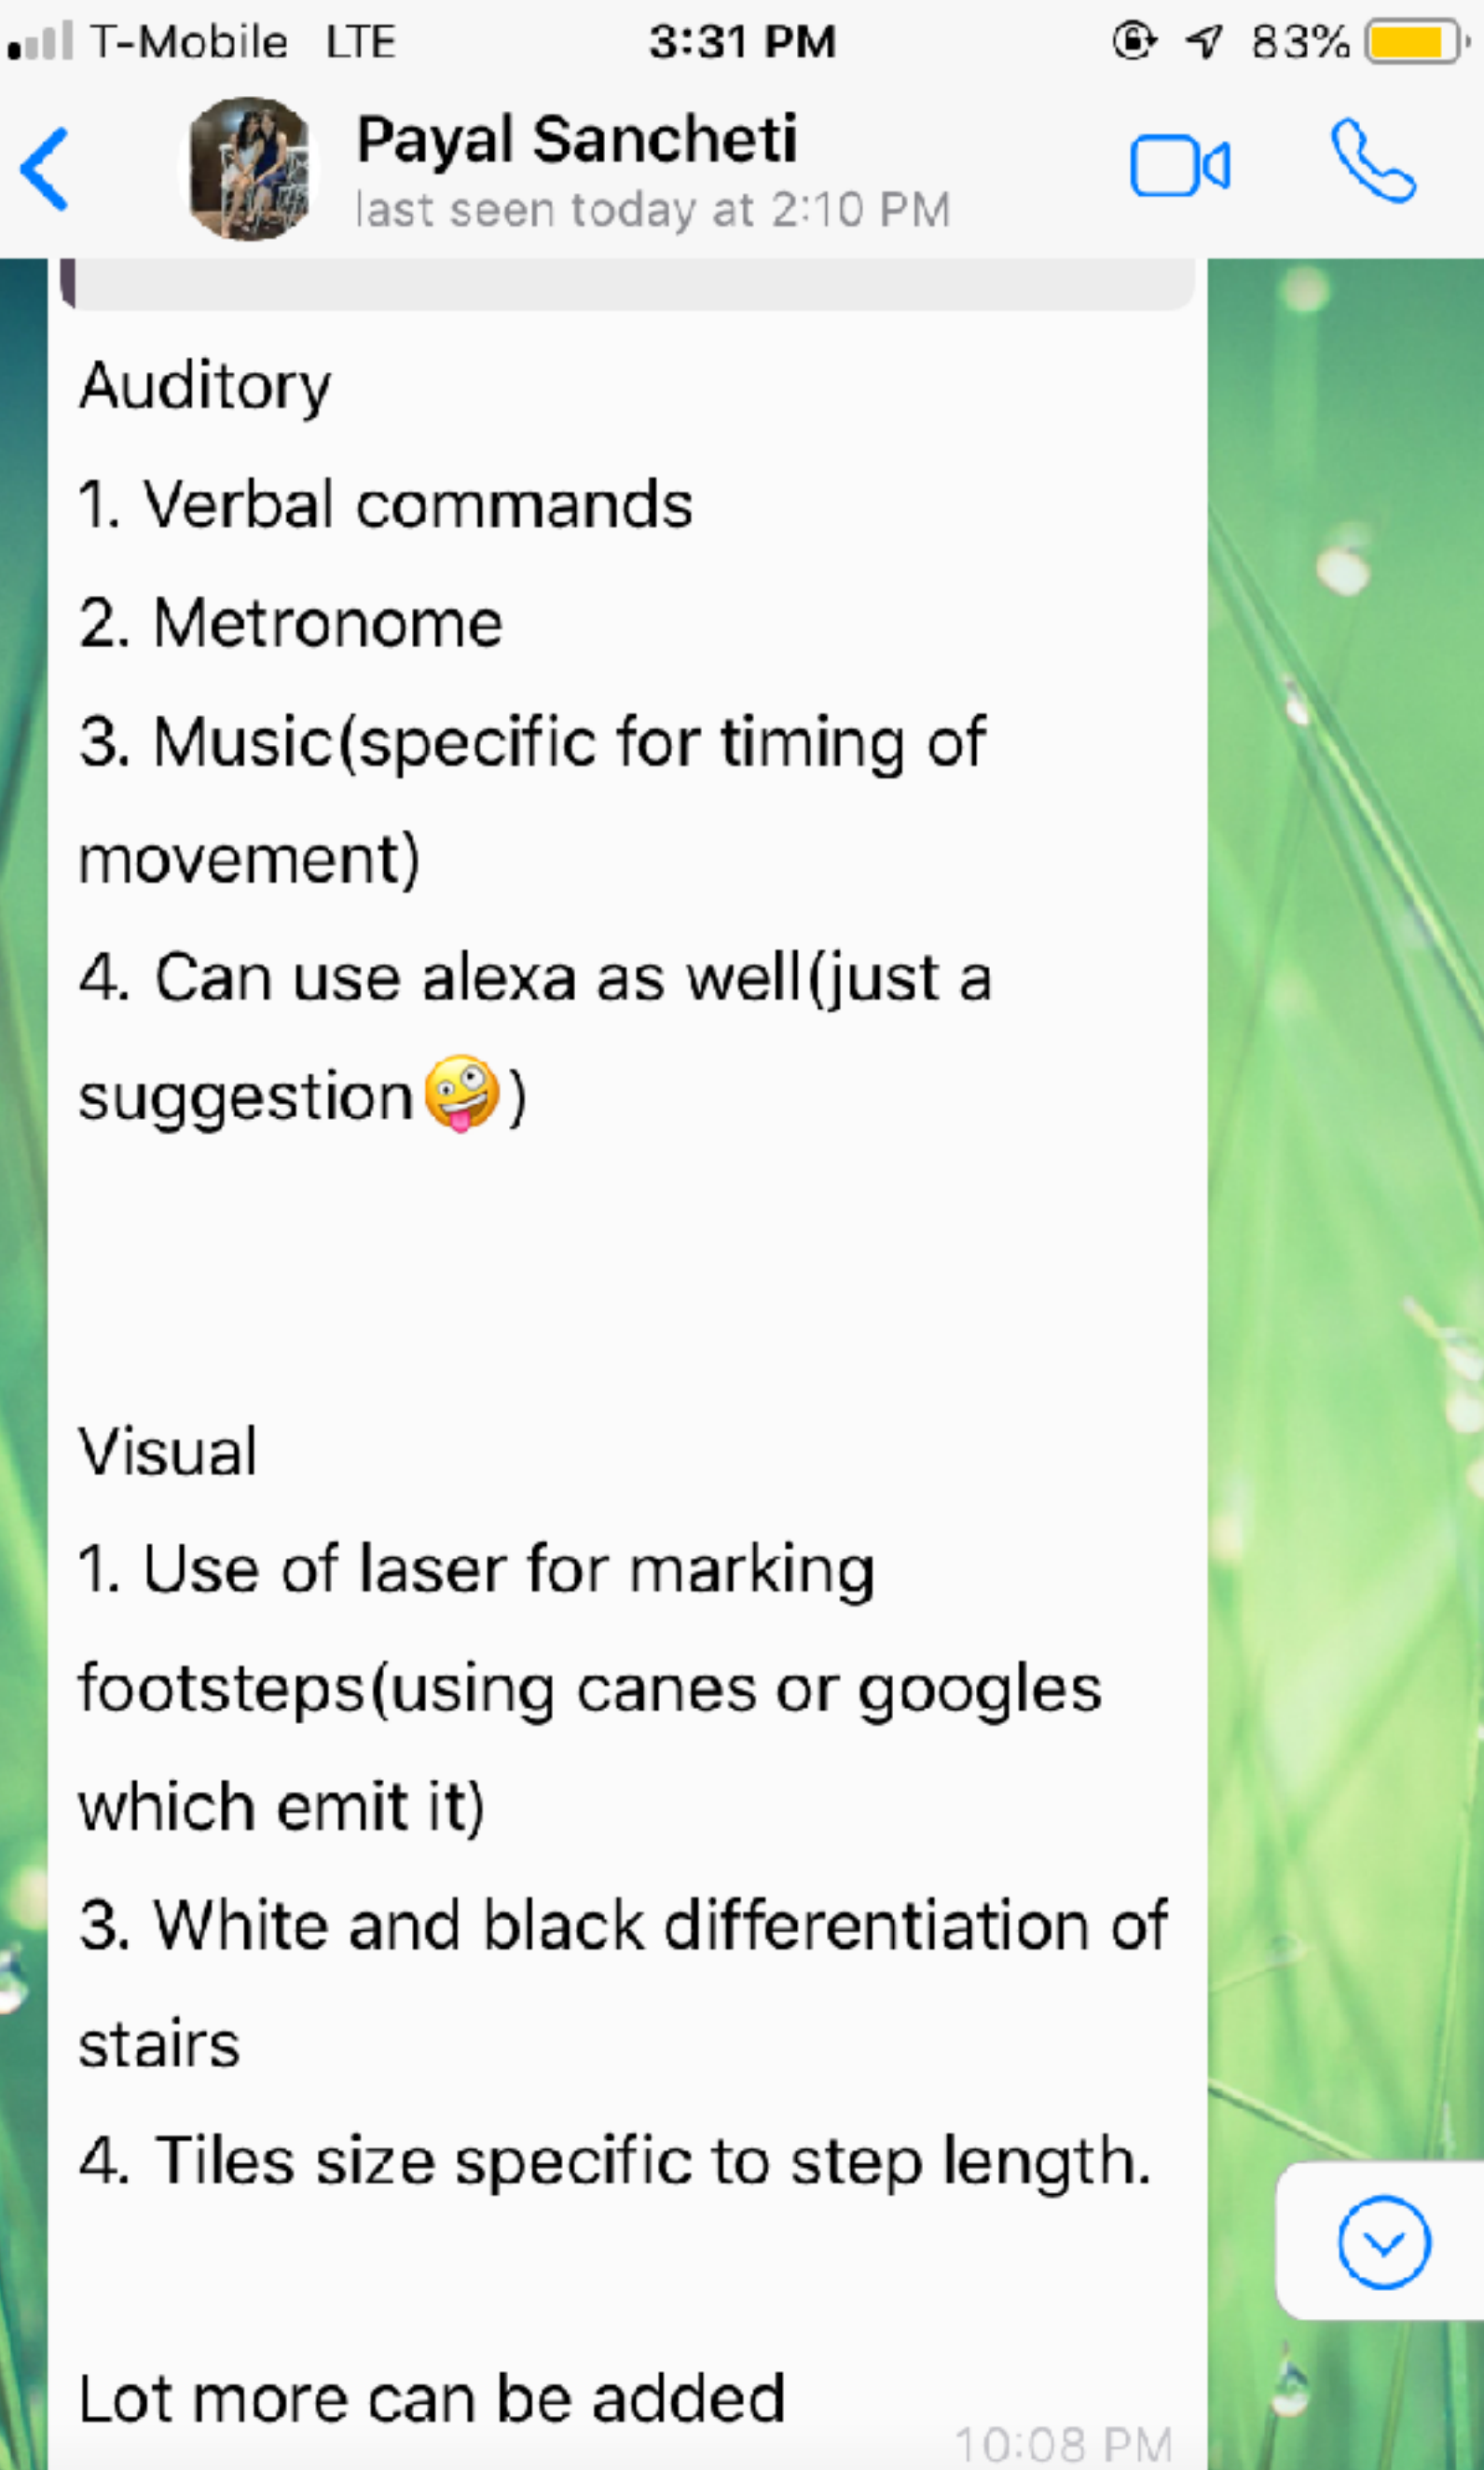 T-Mobile LTE 3:31 PM 83%
Payal Sancheti
last seen today at 2:10 PM
Auditory
1. Verbal commands
2. Metronome
3. Music(specific for timing of
movement)
4. Can use alexa as well(just a
suggestion🤪)
Visual
1. Use of laser for marking
footsteps(using canes or googles
which emit it)
3. White and black differentiation of
stairs
4. Tiles size specific to step length.
Lot more can be added
10:08 PM